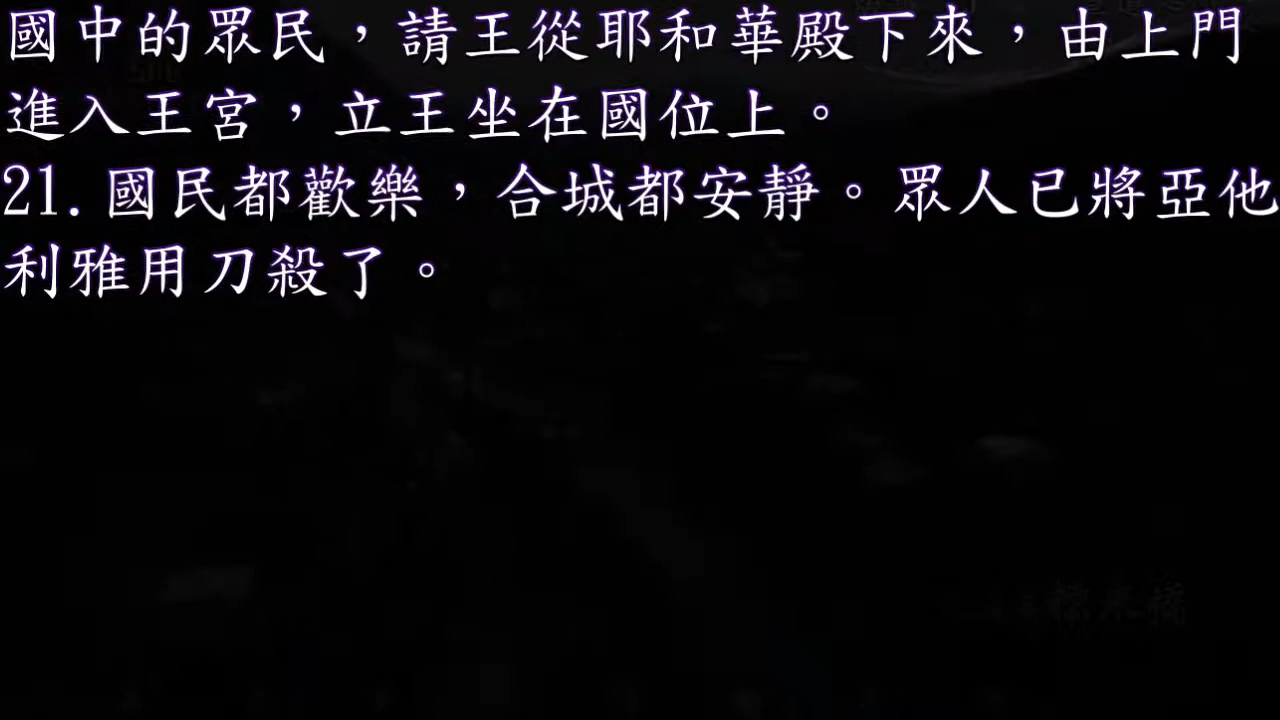 國中的眾民，請王從耶和華殿下來，由上門
進入王宮，立王坐在國位上。
21.國民都歡樂，合城都安靜。眾人已將亞他
利雅用刀殺了。